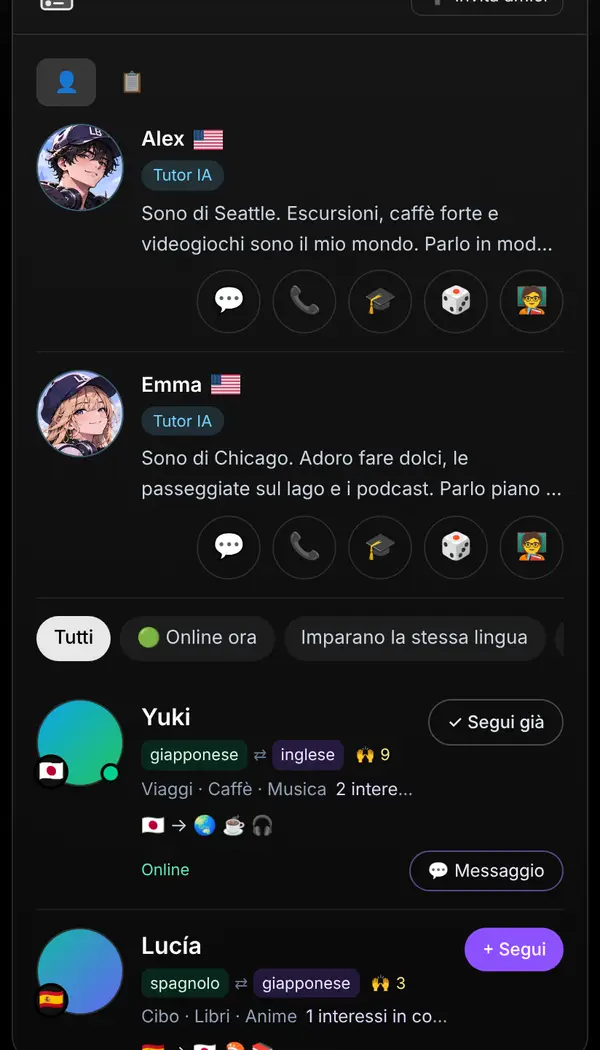 Invita amici
Alex
Tutor IA
Sono di Seattle. Escursioni, caffè forte e
videogiochi sono il mio mondo. Parlo in mod...
Emma
Tutor IA
Sono di Chicago. Adoro fare dolci, le
passeggiate sul lago e i podcast. Parlo piano ...
Tutti
Online ora
Imparano la stessa lingua
Yuki
✓ Segui già
giapponese ⇄ inglese 9
Viaggi · Caffè · Musica 2 intere...
→
Online
Messaggio
Lucía
+ Segui
spagnolo ⇄ giapponese 3
Cibo · Libri · Anime 1 interessi in co...